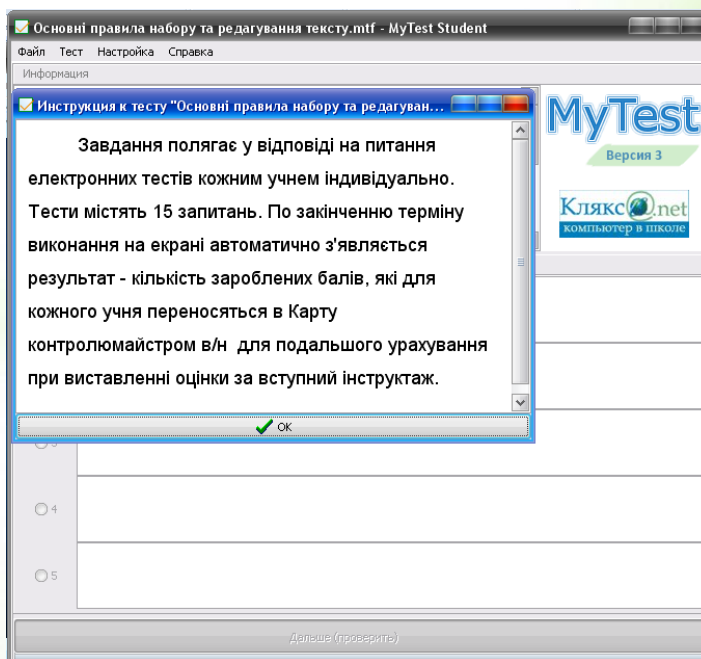 Основні правила набору та редагування тексту.mtf - MyTest Student
Файл Тест Настройка Справка
Информация
Инструкция к тесту "Основні правила набору та редагуван...
Завдання полягає у відповіді на питання
електронних тестів кожним учнем індивідуально.
Тести містять 15 запитань. По закінченню терміну
виконання на екрані автоматично з'являється
результат - кількість зароблених балів, які для
кожного учня переносяться в Карту
контролюмайстром в/н для подальшого урахування
при виставленні оцінки за вступний інструктаж.
OK
MyTest
Версия 3
Клякс@.net
компьютер в школе
4
5
Дальше (проверить)